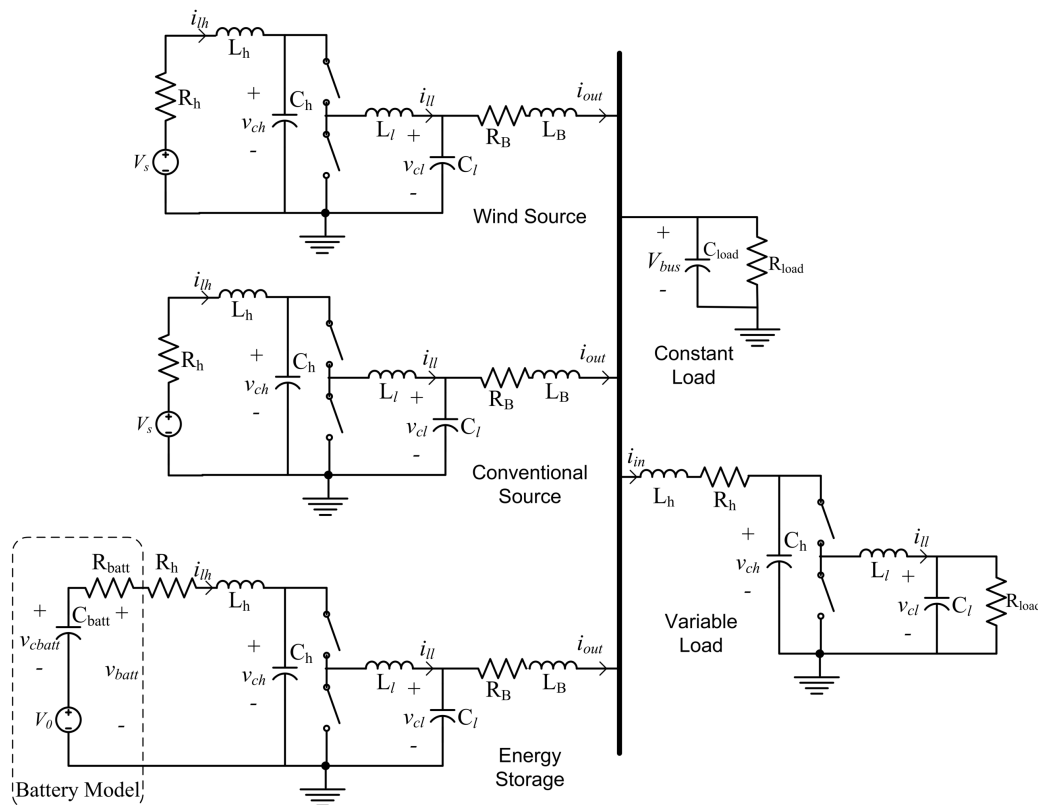 i_lh
L_h
R_h
+
v_ch
-
C_h
V_s
i_ll
L_l
+
v_cl
-
C_l
R_B
L_B
i_out
Wind Source
+
V_bus
-
C_load
R_load
Constant
Load
i_lh
L_h
R_h
+
v_ch
-
C_h
V_s
i_ll
L_l
+
v_cl
-
C_l
R_B
L_B
i_out
Conventional
Source
i_in
L_h
R_h
+
v_ch
-
C_h
i_ll
L_l
+
v_cl
-
C_l
R_load
Variable
Load
R_batt
R_h
i_lh
L_h
+
C_batt
+
v_cbatt
-
v_batt
-
V_0
Battery Model
+
v_ch
-
C_h
i_ll
L_l
+
v_cl
-
C_l
R_B
L_B
i_out
Energy
Storage